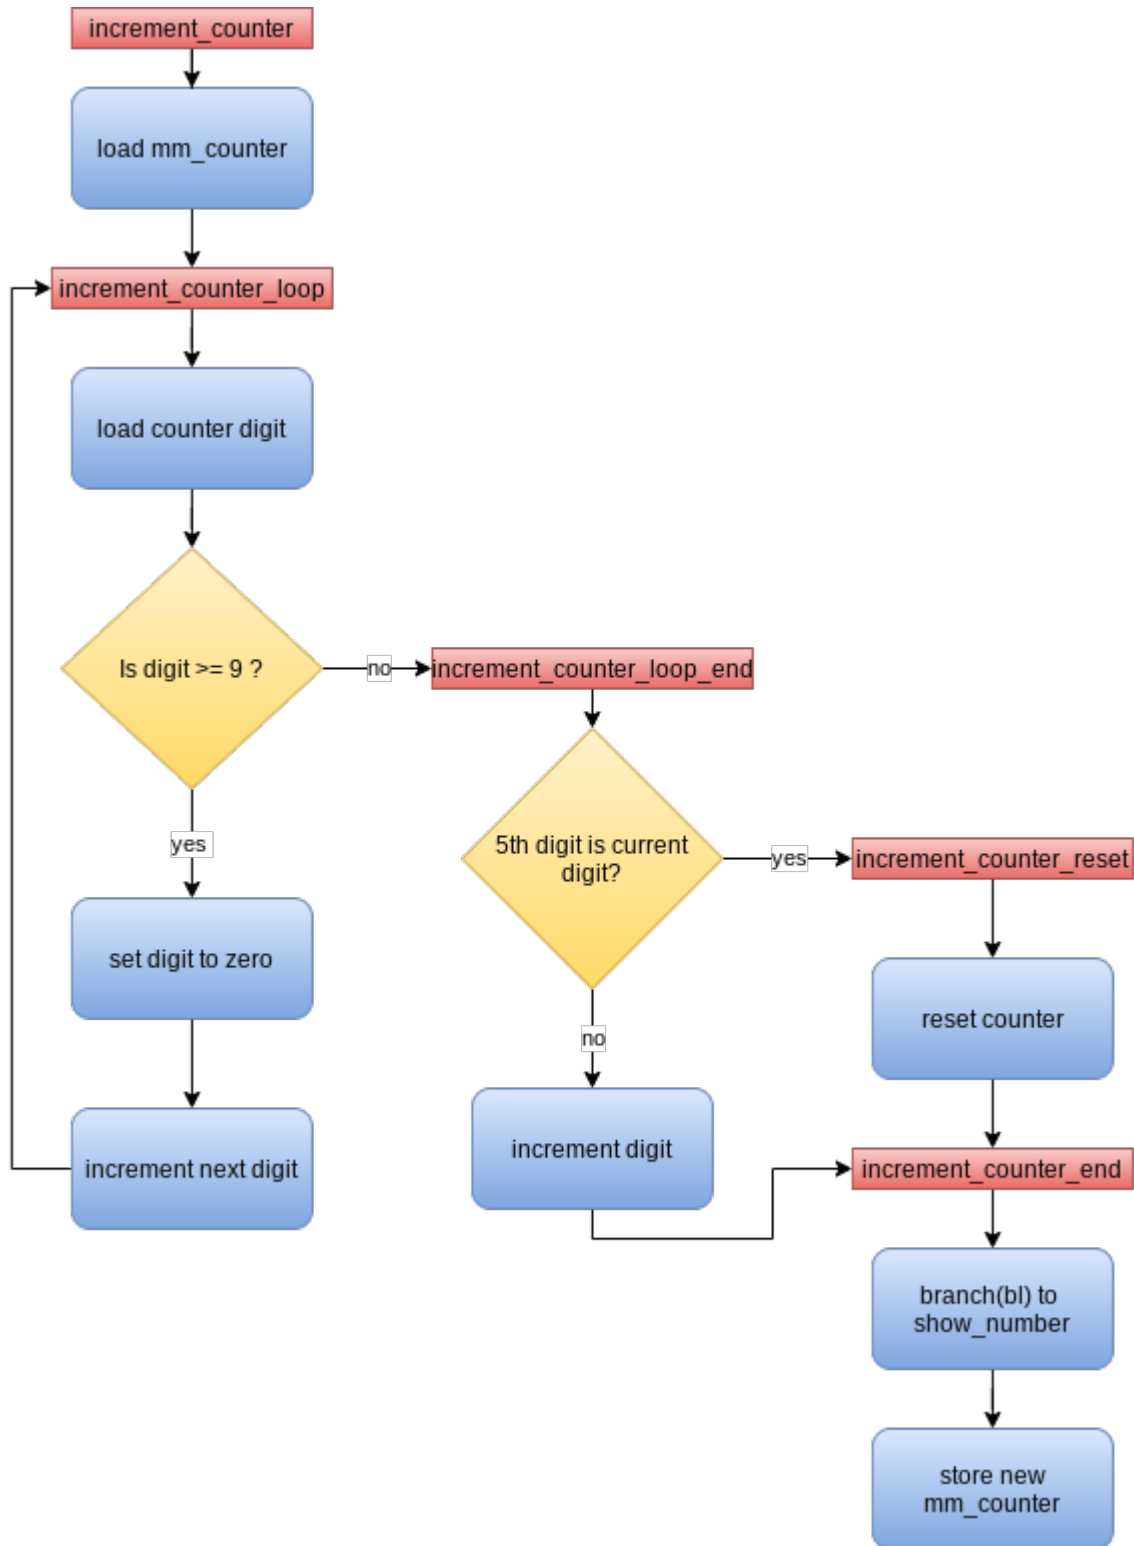 increment_counter
load mm_counter
increment_counter_loop
load counter digit
Is digit >= 9 ?
no
increment_counter_loop_end
yes
5th digit is current
digit?
yes
increment_counter_reset
set digit to zero
reset counter
no
increment next digit
increment digit
increment_counter_end
branch(bl) to
show_number
store new
mm_counter